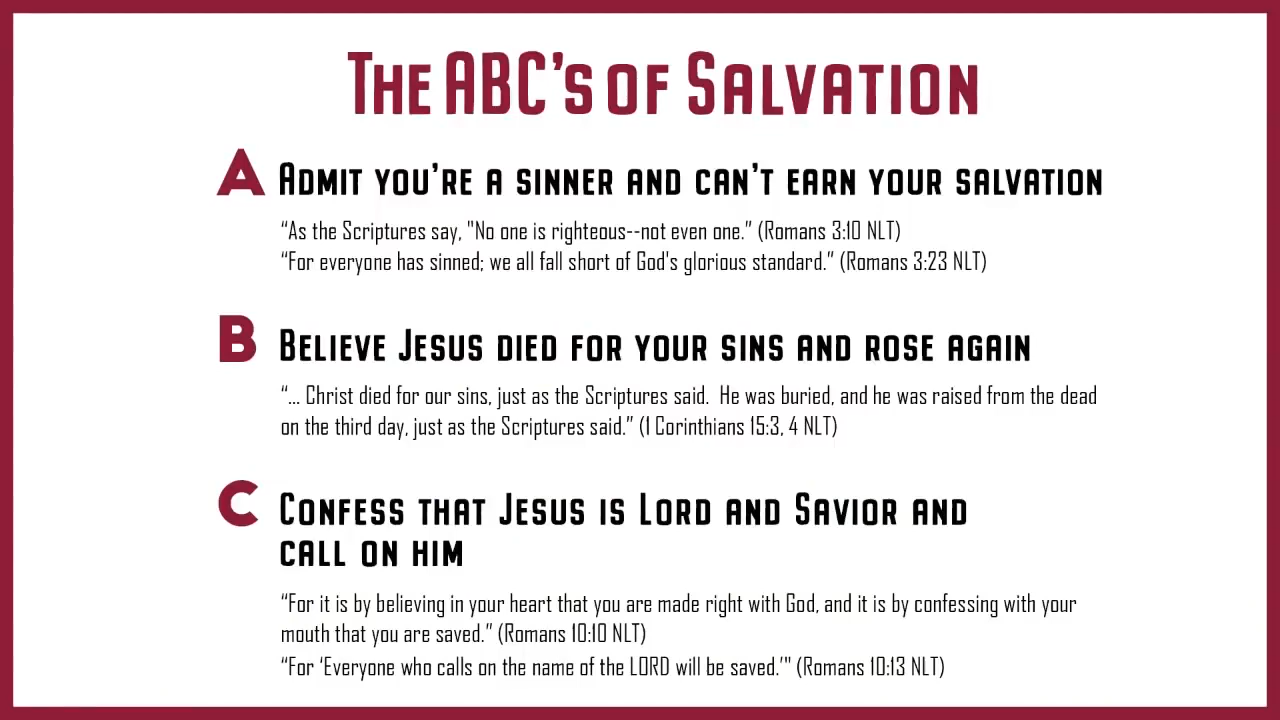 The ABC’s of Salvation
A Admit you’re a sinner and can’t earn your salvation
“As the Scriptures say, "No one is righteous--not even one.” (Romans 3:10 NLT)
“For everyone has sinned; we all fall short of God's glorious standard.” (Romans 3:23 NLT)
B Believe Jesus died for your sins and rose again
“... Christ died for our sins, just as the Scriptures said.  He was buried, and he was raised from the dead
on the third day, just as the Scriptures said.” (1 Corinthians 15:3, 4 NLT)
C Confess that Jesus is Lord and Savior and
call on him
“For it is by believing in your heart that you are made right with God, and it is by confessing with your
mouth that you are saved.” (Romans 10:10 NLT)
“For ‘Everyone who calls on the name of the LORD will be saved.’" (Romans 10:13 NLT)